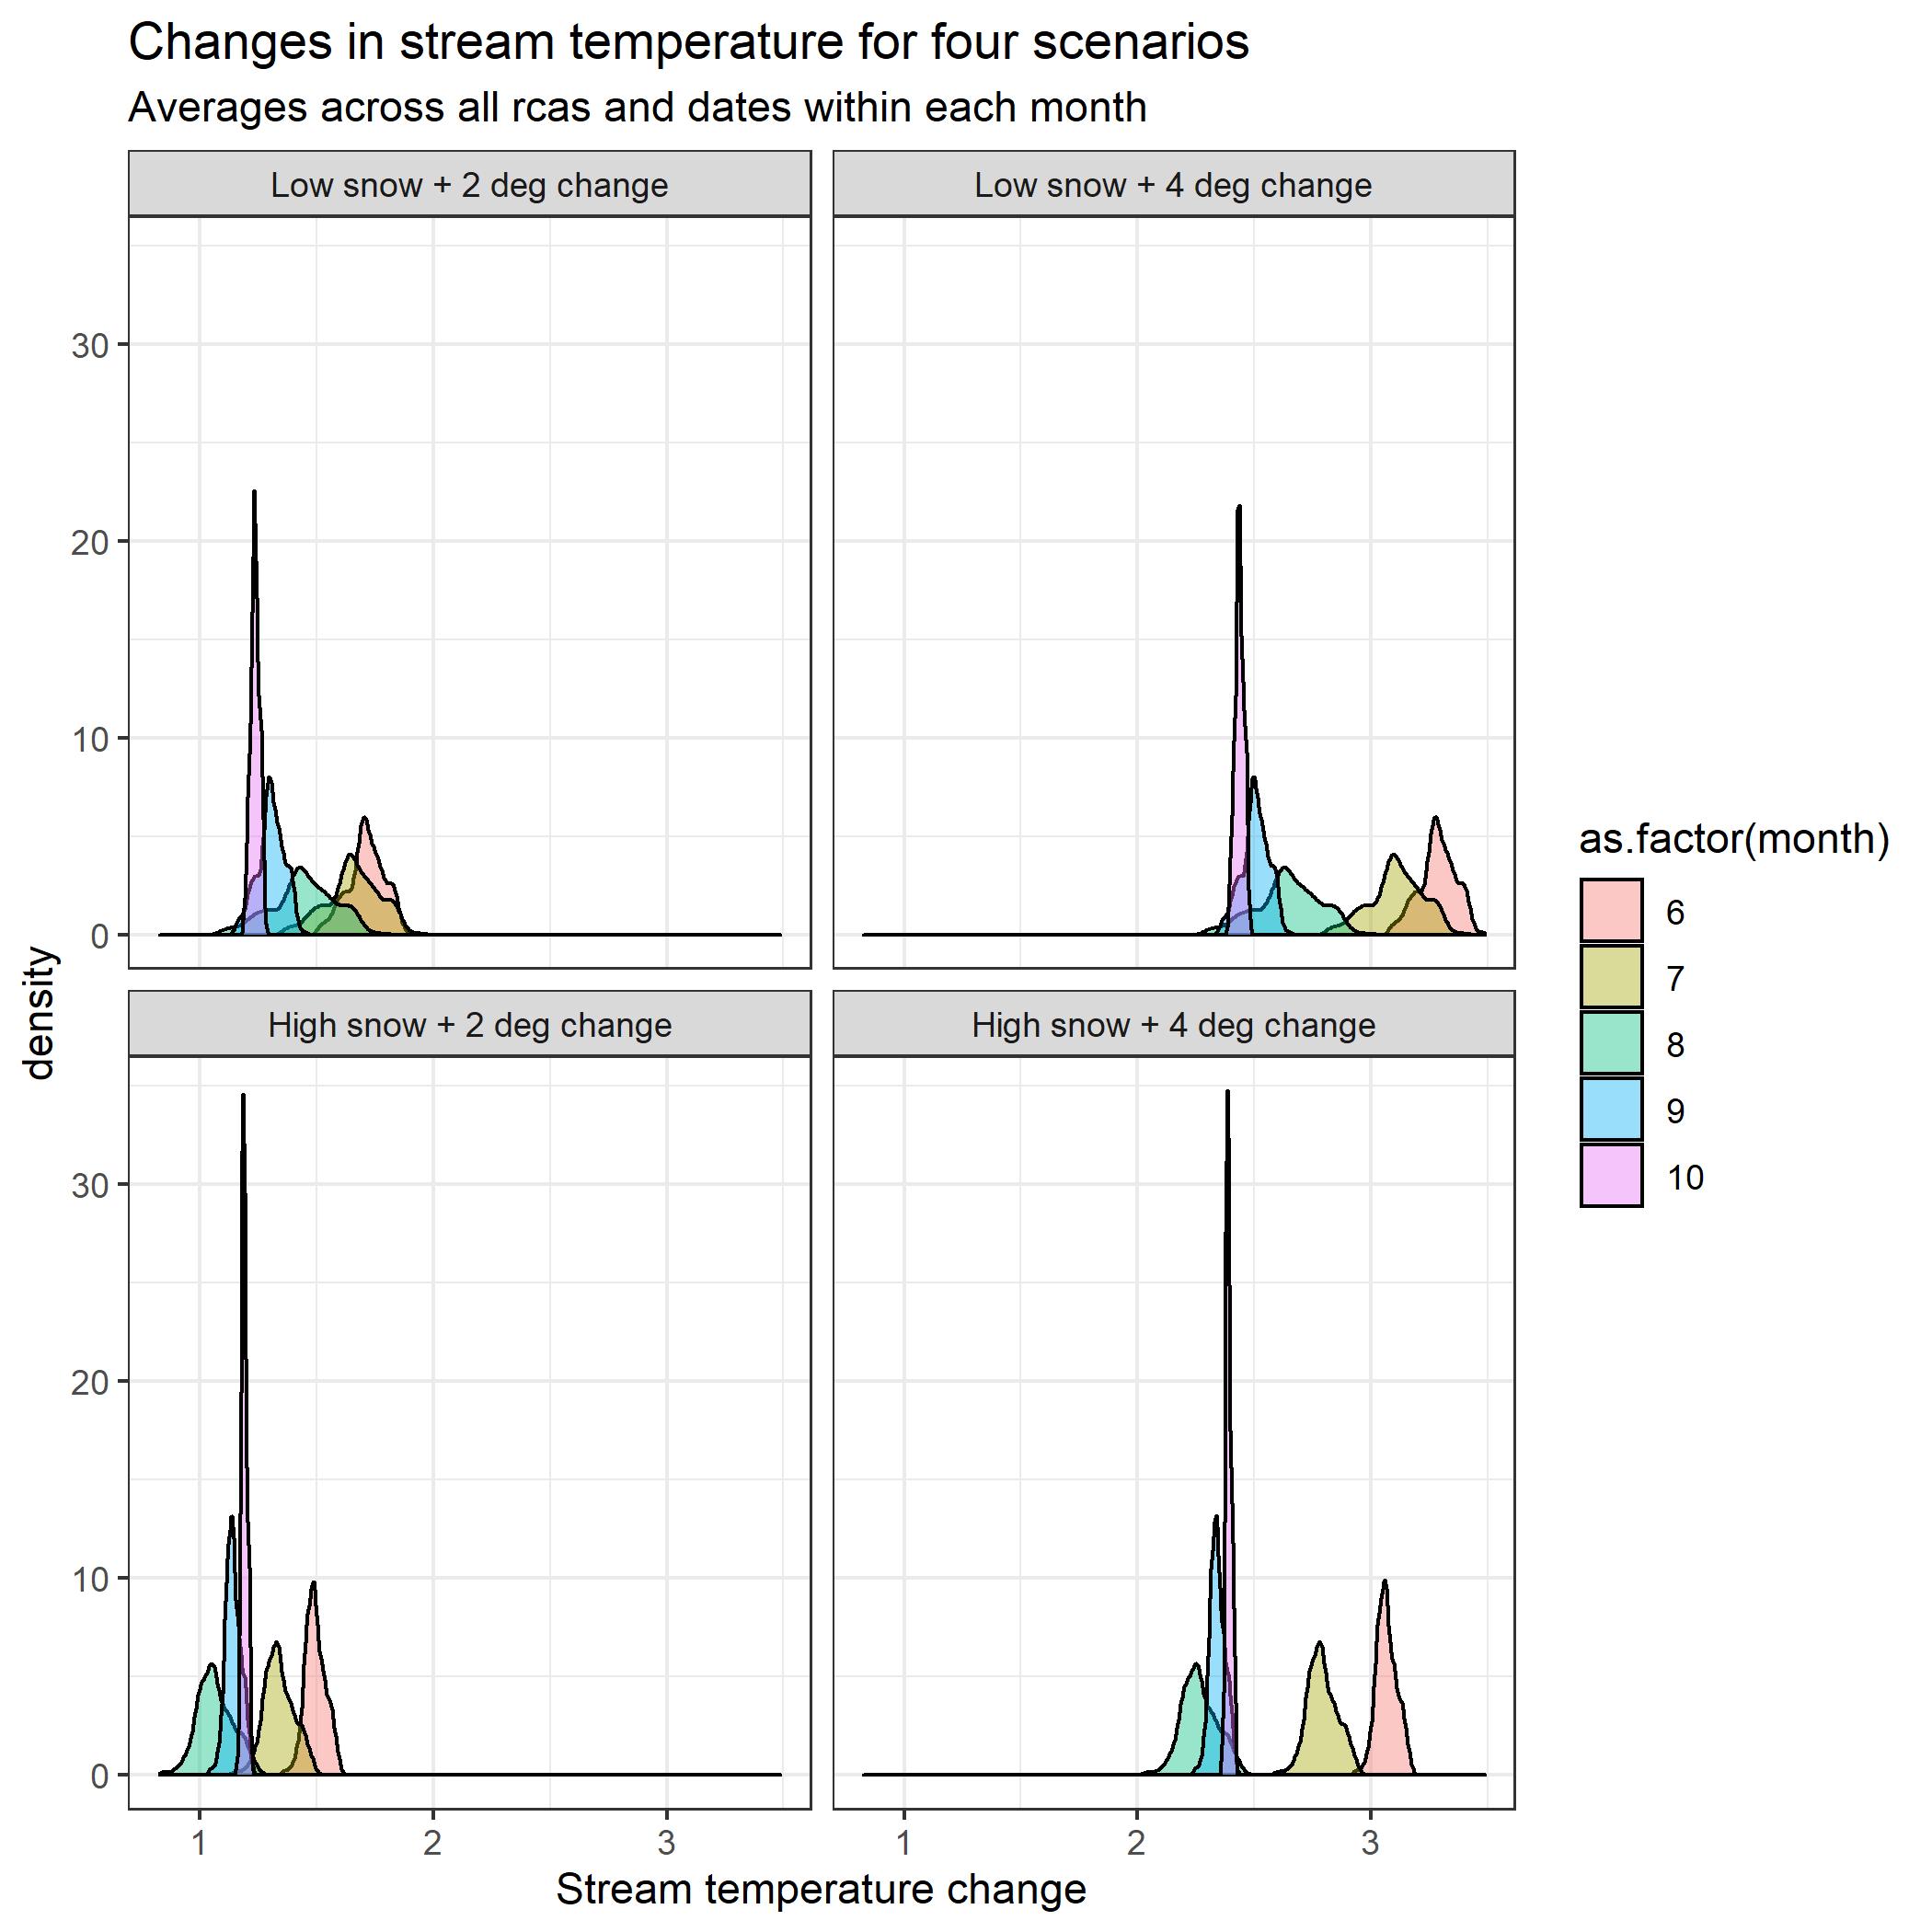 Changes in stream temperature for four scenarios
Averages across all rcas and dates within each month
Low snow + 2 deg change
Low snow + 4 deg change
30
20
10
0
High snow + 2 deg change
High snow + 4 deg change
30
20
10
0
density
1 2 3
1 2 3
Stream temperature change
as.factor(month)
6
7
8
9
10